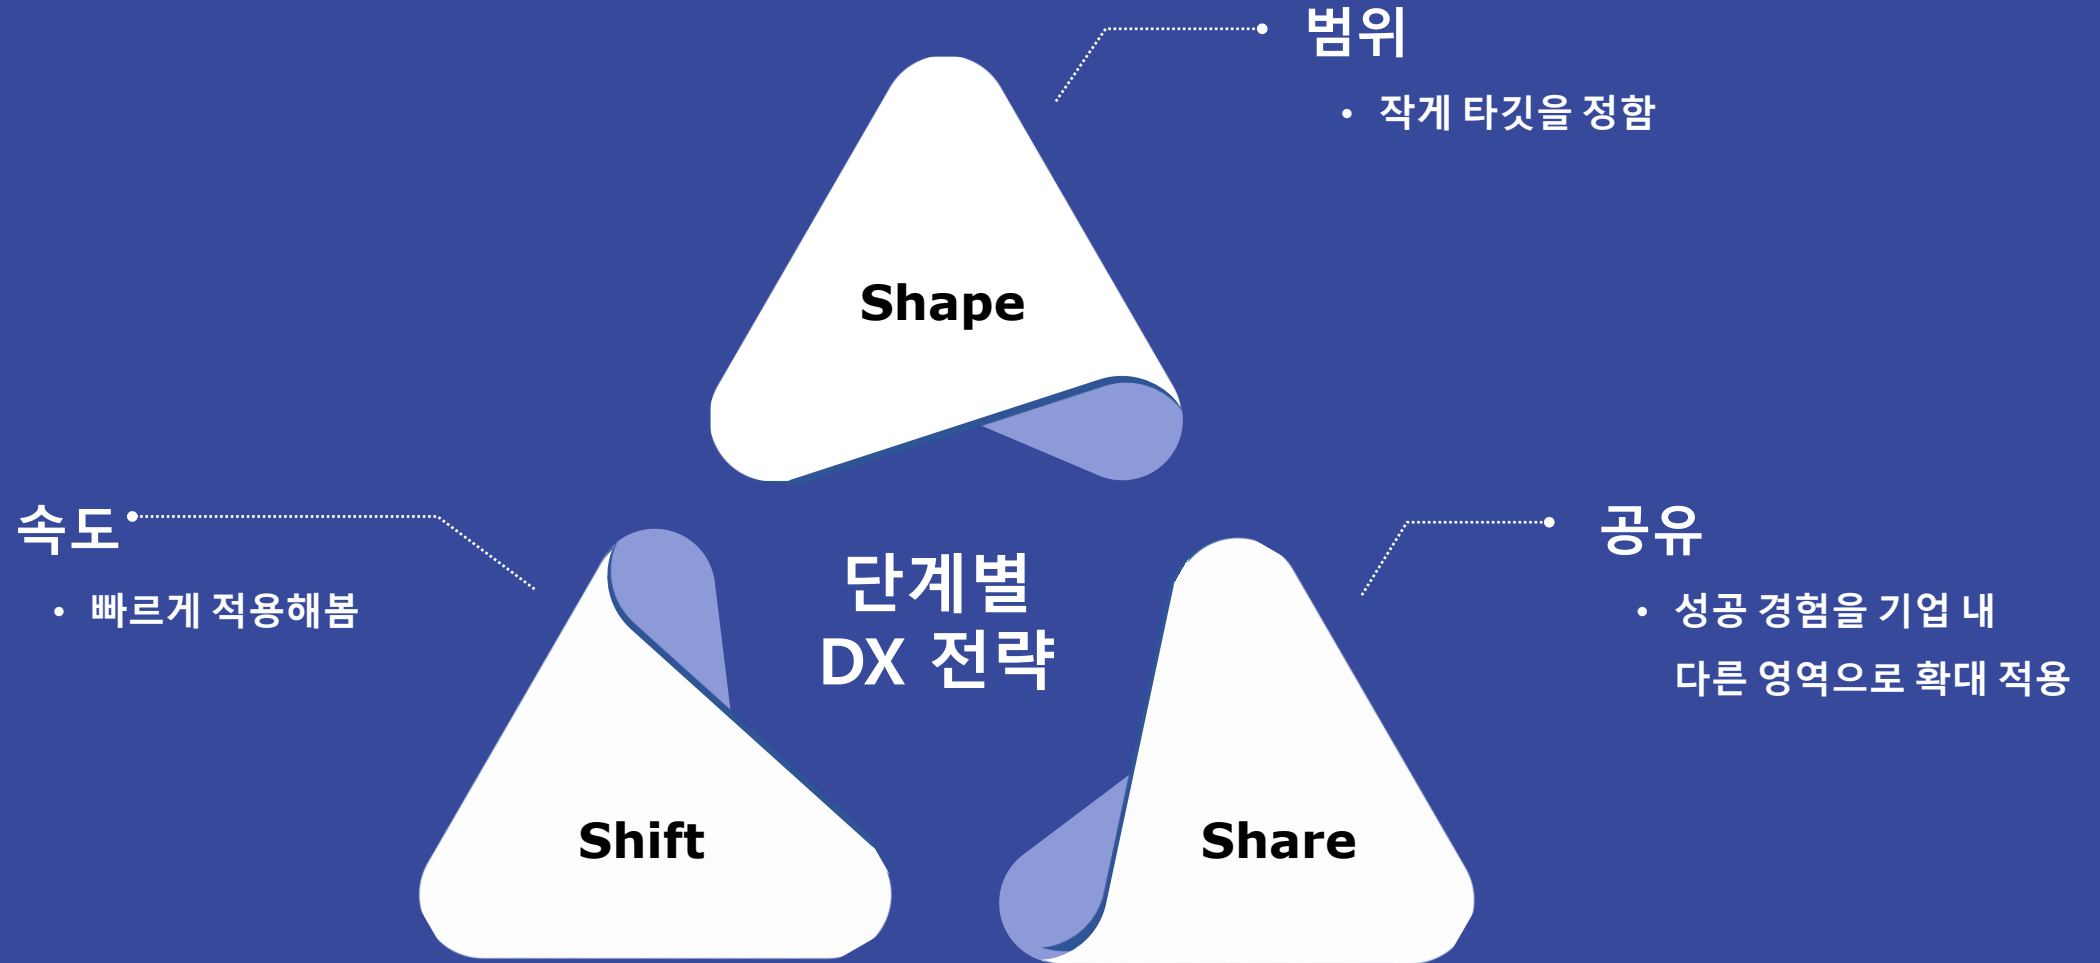 범위
• 작게 타깃을 정함
Shape
속도
• 빠르게 적용해봄
단계별
DX 전략
공유
• 성공 경험을 기업 내
다른 영역으로 확대 적용
Shift
Share